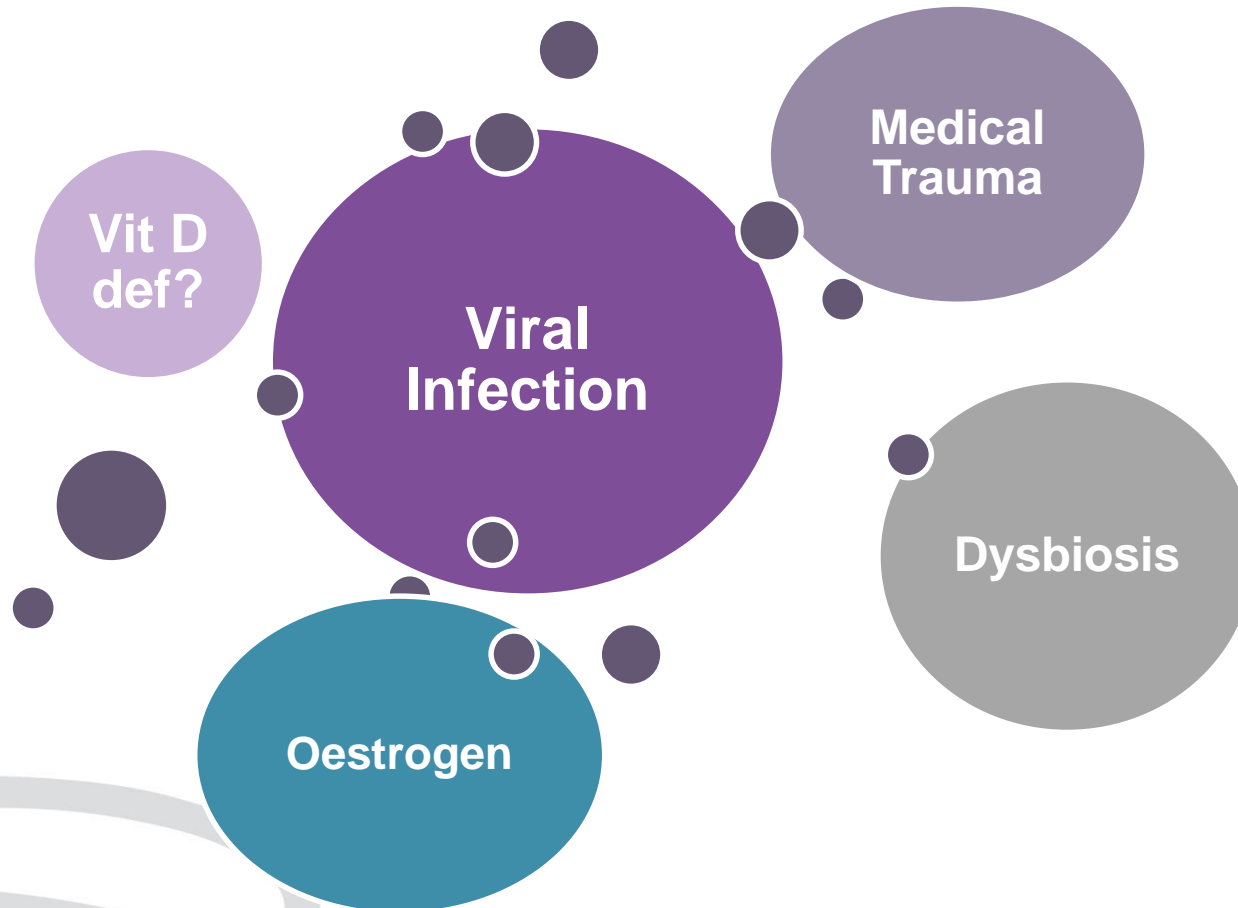 Medical
Trauma
Vit D
def?
Viral
Infection
Dysbiosis
Oestrogen